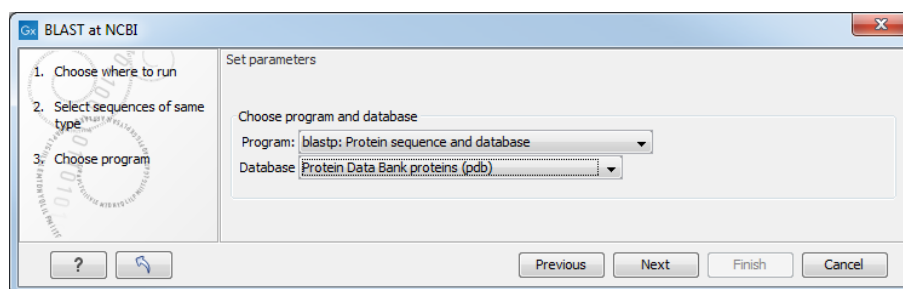 Gx BLAST at NCBI
1. Choose where to run
2. Select sequences of same
type
3. Choose program
Set parameters
Choose program and database
Program: blastp: Protein sequence and database
Database Protein Data Bank proteins (pdb)
?
Previous Next Finish Cancel